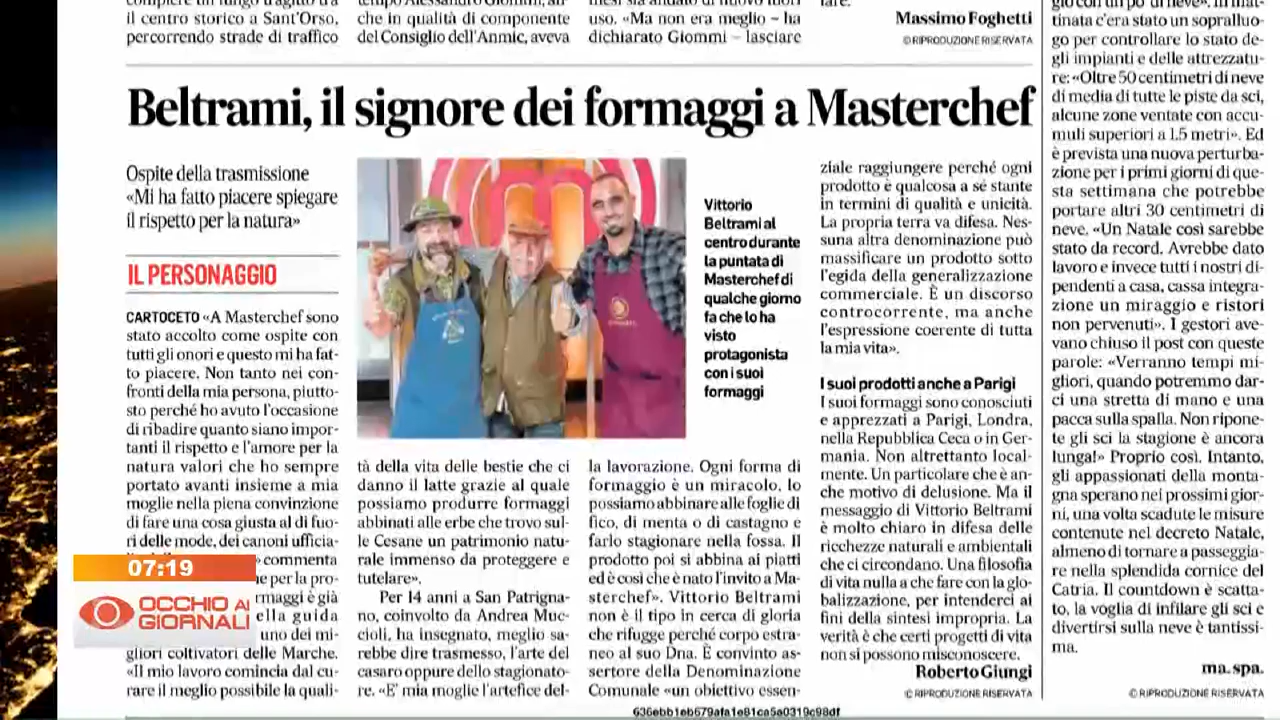 il centro storico a Sant'Orso,
percorrendo strade di traffico
che in qualità di componente
del Consiglio dell'Anmic, aveva
uso. «Ma non era meglio – ha
dichiarato Giommi – lasciare
Massimo Foghetti
© RIPRODUZIONE RISERVATA
Beltrami, il signore dei formaggi a Masterchef
Ospite della trasmissione
«Mi ha fatto piacere spiegare
il rispetto per la natura»
IL PERSONAGGIO
CARTOCETO «A Masterchef sono
stato accolto come ospite con
tutti gli onori e questo mi ha fat-
to piacere. Non tanto nei con-
fronti della mia persona, piutto-
sto perché ho avuto l'occasione
di ribadire quanto siano impor-
tanti il rispetto e l'amore per la
natura valori che ho sempre
portato avanti insieme a mia
moglie nella piena convinzione
di fare una cosa giusta al di fuo-
ri delle mode, dei canoni ufficia-
commenta
per la pro-
rmaggi è già
ella guida
uno dei mi-
gliori coltivatori delle Marche.
«Il mio lavoro comincia dal cu-
rare il meglio possibile la quali-
Vittorio
Beltrami al
centro durante
la puntata di
Masterchef di
qualche giorno
fa che lo ha
visto
protagonista
con i suoi
formaggi
tà della vita delle bestie che ci
danno il latte grazie al quale
possiamo produrre formaggi
abbinati alle erbe che trovo sul-
le Cesane un patrimonio natu-
rale immenso da proteggere e
tutelare».
Per 14 anni a San Patrigna-
no, coinvolto da Andrea Muc-
cioli, ha insegnato, meglio sa-
rebbe dire trasmesso, l'arte del
casaro oppure dello stagionato-
re. «E' mia moglie l'artefice del-
la lavorazione. Ogni forma di
formaggio è un miracolo, lo
possiamo abbinare alle foglie di
fico, di menta o di castagno e
farlo stagionare nella fossa. Il
prodotto poi si abbina ai piatti
ed è così che è nato l'invito a Ma-
sterchef». Vittorio Beltrami
non è il tipo in cerca di gloria
che rifugge perché corpo estra-
neo al suo Dna. È convinto as-
sertore della Denominazione
Comunale «un obiettivo essen-
ziale raggiungere perché ogni
prodotto è qualcosa a sé stante
in termini di qualità e unicità.
La propria terra va difesa. Nes-
suna altra denominazione può
massificare un prodotto sotto
l'egida della generalizzazione
commerciale. È un discorso
controcorrente, ma anche
l'espressione coerente di tutta
la mia vita».
I suoi prodotti anche a Parigi
I suoi formaggi sono conosciuti
e apprezzati a Parigi, Londra,
nella Repubblica Ceca o in Ger-
mania. Non altrettanto local-
mente. Un particolare che è an-
che motivo di delusione. Ma il
messaggio di Vittorio Beltrami
è molto chiaro in difesa delle
ricchezze naturali e ambientali
che ci circondano. Una filosofia
di vita nulla a che fare con la glo-
balizzazione, per intenderci ai
fini della sintesi impropria. La
verità è che certi progetti di vita
non si possono misconoscere.
Roberto Giungi
© RIPRODUZIONE RISERVATA
tinata c'era stato un sopralluo-
go per controllare lo stato de-
gli impianti e delle attrezzatu-
re: «Oltre 50 centimetri di neve
di media di tutte le piste da sci,
alcune zone ventate con accu-
muli superiori a 1.5 metri». Ed
è prevista una nuova perturba-
zione per i primi giorni di que-
sta settimana che potrebbe
portare altri 30 centimetri di
neve. «Un Natale così sarebbe
stato da record. Avrebbe dato
lavoro e invece tutti i nostri di-
pendenti a casa, cassa integra-
zione un miraggio e ristori
non pervenuti». I gestori ave-
vano chiuso il post con queste
parole: «Verranno tempi mi-
gliori, quando potremmo dar-
ci una stretta di mano e una
pacca sulla spalla. Non ripone-
te gli sci la stagione è ancora
lunga!» Proprio così. Intanto,
gli appassionati della monta-
gna sperano nei prossimi gior-
ni, una volta scadute le misure
contenute nel decreto Natale,
almeno di tornare a passeggia-
re nella splendida cornice del
Catria. Il countdown è scatta-
to, la voglia di infilare gli sci e
divertirsi sulla neve è tantissi-
ma.
ma. spa.
© RIPRODUZIONE RISERVATA
07:19
OCCHIO AI
GIORNALI